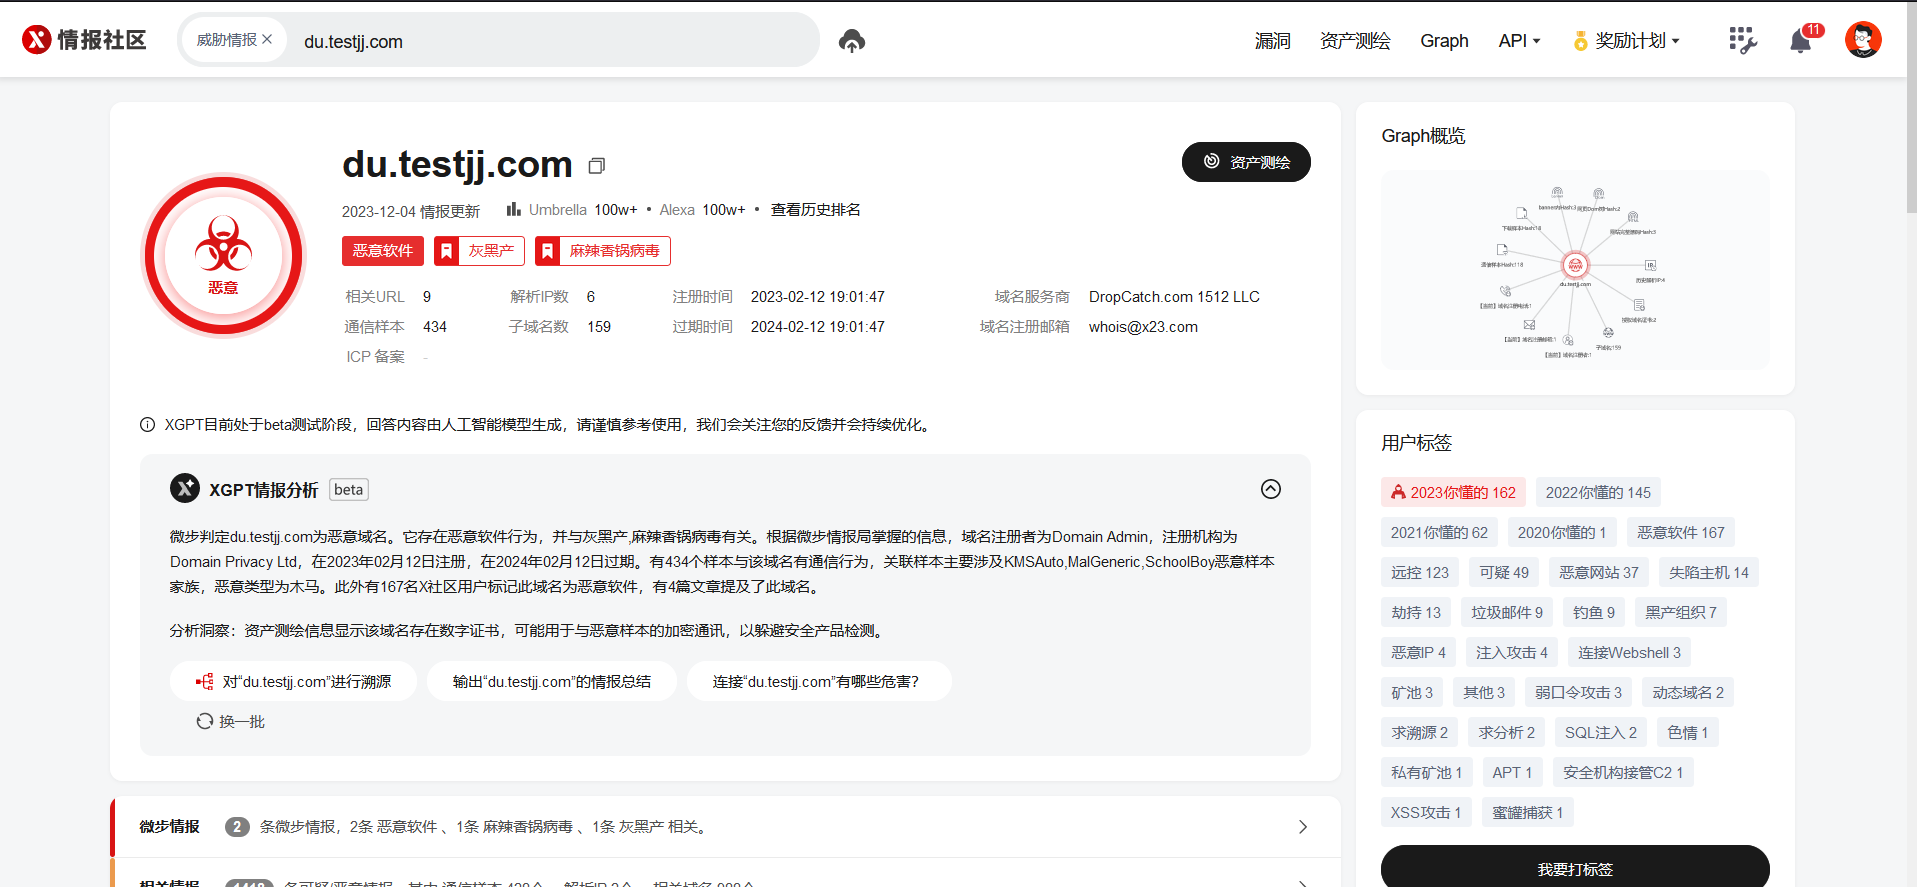 情报社区
威胁情报 ×
du.testjj.com
漏洞
资产测绘
Graph
API
奖励计划
11
du.testjj.com
资产测绘
2023-12-04 情报更新
Umbrella 100w+ • Alexa 100w+ • 查看历史排名
恶意软件
灰黑产
麻辣香锅病毒
恶意
相关URL 9
解析IP数 6
注册时间 2023-02-12 19:01:47
域名服务商 DropCatch.com 1512 LLC
通信样本 434
子域名数 159
过期时间 2024-02-12 19:01:47
域名注册邮箱 whois@x23.com
ICP 备案 -
XGPT目前处于beta测试阶段，回答内容由人工智能模型生成，请谨慎参考使用，我们会关注您的反馈并会持续优化。
XGPT情报分析 beta
微步判定du.testjj.com为恶意域名。它存在恶意软件行为，并与灰黑产,麻辣香锅病毒有关。根据微步情报局掌握的信息，域名注册者为Domain Admin，注册机构为
Domain Privacy Ltd，在2023年02月12日注册，在2024年02月12日过期。有434个样本与该域名有通信行为，关联样本主要涉及KMSAuto,MalGeneric,SchoolBoy恶意样本
家族，恶意类型为木马。此外有167名X社区用户标记此域名为恶意软件，有4篇文章提及了此域名。
分析洞察：资产测绘信息显示该域名存在数字证书，可能用于与恶意样本的加密通讯，以躲避安全产品检测。
对“du.testjj.com”进行溯源
输出“du.testjj.com”的情报总结
连接“du.testjj.com”有哪些危害？
换一批
微步情报 2 条微步情报，2条 恶意软件 、1条 麻辣香锅病毒 、1条 灰黑产 相关。
Graph概览
du.testjj.com
子域名:159
用户标签
2023你懂的 162
2022你懂的 145
2021你懂的 62
2020你懂的 1
恶意软件 167
远控 123
可疑 49
恶意网站 37
失陷主机 14
劫持 13
垃圾邮件 9
钓鱼 9
黑产组织 7
恶意IP 4
注入攻击 4
连接Webshell 3
矿池 3
其他 3
弱口令攻击 3
动态域名 2
求溯源 2
求分析 2
SQL注入 2
色情 1
私有矿池 1
APT 1
安全机构接管C2 1
XSS攻击 1
蜜罐捕获 1
我要打标签